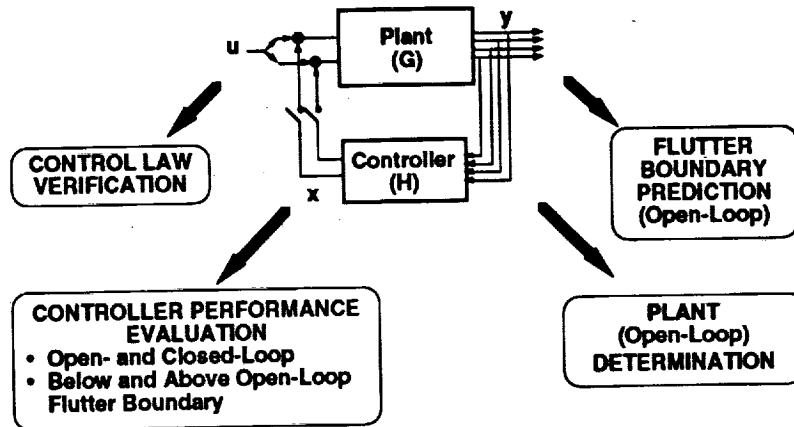 y
Plant
(G)
u
Controller
(H)
x
CONTROL LAW
VERIFICATION
FLUTTER
BOUNDARY
PREDICTION
(Open-Loop)
CONTROLLER PERFORMANCE
EVALUATION
• Open- and Closed-Loop
• Below and Above Open-Loop
Flutter Boundary
PLANT
(Open-Loop)
DETERMINATION